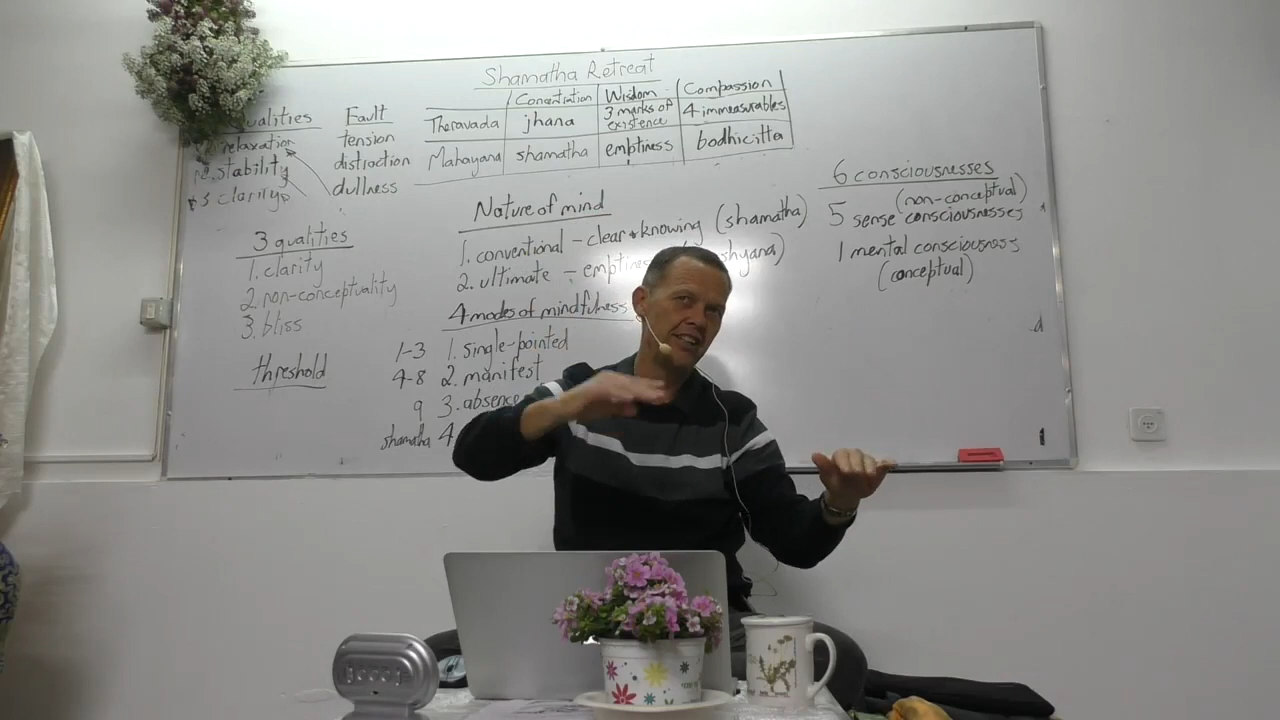 Shamatha Retreat
Concentration Wisdom Compassion
Theravada jhana 3 marks of existence 4 immeasurables
Mahayana shamatha emptiness bodhicitta
ualities Fault
relaxation tension
stability distraction
3 clarity dullness
3 qualities
1. clarity
2. non-conceptuality
3. bliss
threshold
Nature of mind
1. conventional – clear + knowing (shamatha)
2. ultimate – emptine shyana)
4 modes of mindfulness
1-3 1. single-pointed
4-8 2. manifest
9 3. absence
shamatha 4
6 consciousnesses
(non-conceptual)
5 sense consciousnesses
1 mental consciousness
(conceptual)